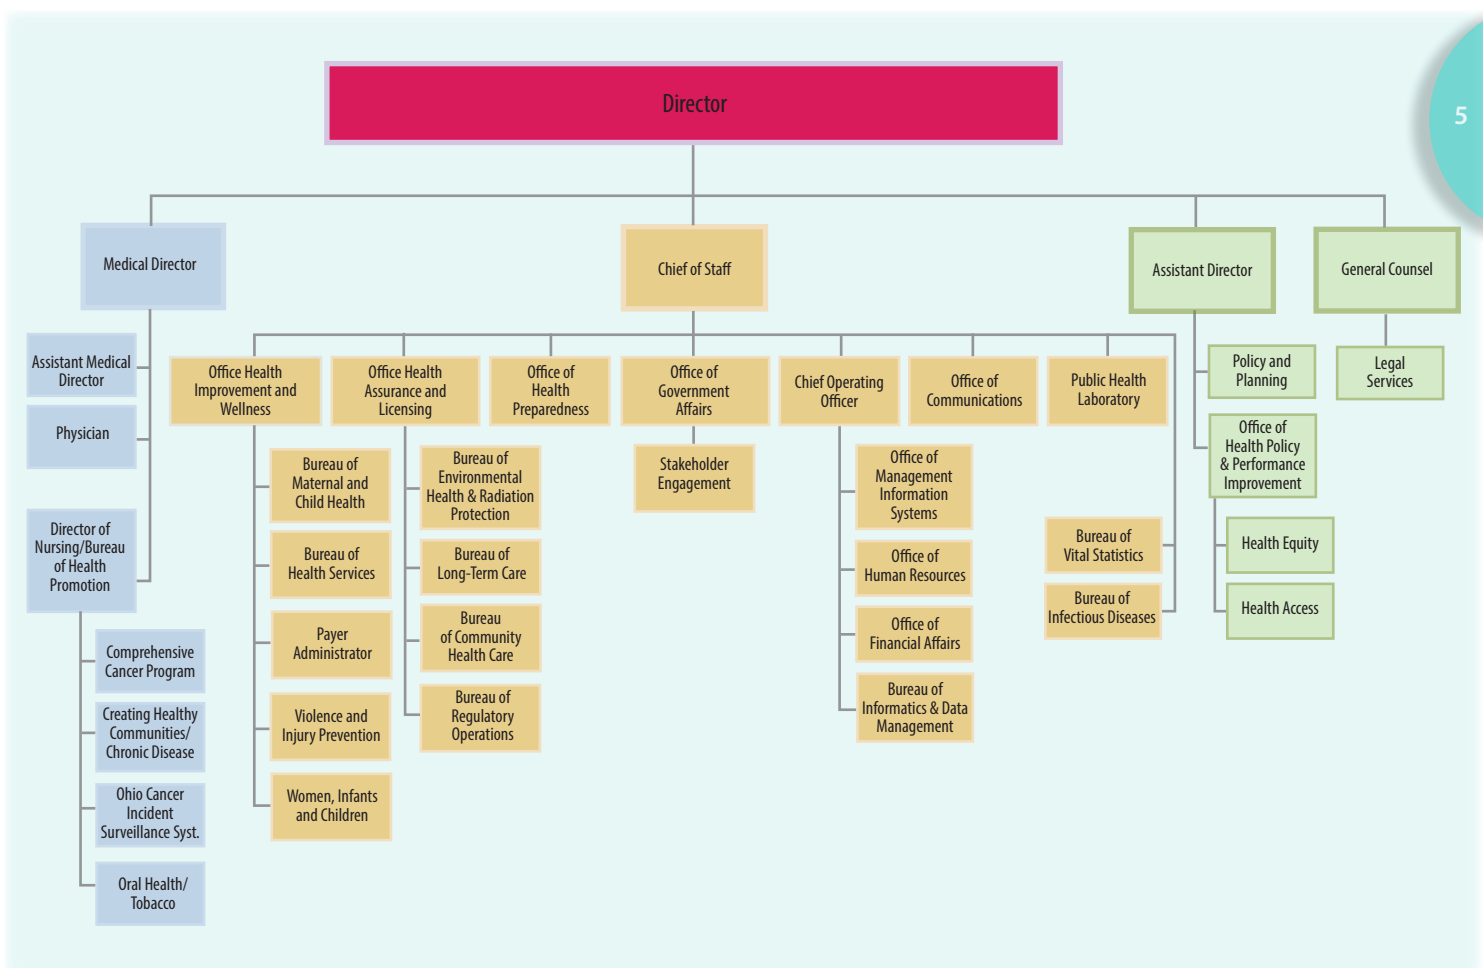 Director
5
Medical Director
Chief of Staff
Assistant Director
General Counsel
Assistant Medical
Director
Physician
Director of
Nursing/Bureau
of Health
Promotion
Comprehensive
Cancer Program
Creating Healthy
Communities/
Chronic Disease
Ohio Cancer
Incident
Surveillance Syst.
Oral Health/
Tobacco
Office Health
Improvement and
Wellness
Bureau of
Maternal and
Child Health
Bureau of
Health Services
Payer
Administrator
Violence and
Injury Prevention
Women, Infants
and Children
Office Health
Assurance and
Licensing
Bureau of
Environmental
Health & Radiation
Protection
Bureau of
Long-Term Care
Bureau
of Community
Health Care
Bureau of
Regulatory
Operations
Office of
Health
Preparedness
Office of
Government
Affairs
Stakeholder
Engagement
Chief Operating
Officer
Office of
Management
Information
Systems
Office of
Human Resources
Office of
Financial Affairs
Bureau of
Informatics & Data
Management
Office of
Communications
Public Health
Laboratory
Bureau of
Vital Statistics
Bureau of
Infectious Diseases
Policy and
Planning
Office of
Health Policy
& Performance
Improvement
Health Equity
Health Access
Legal
Services